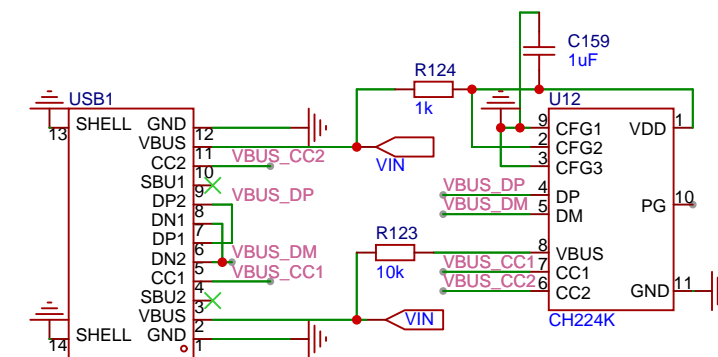 C159
1uF
R124
1k
USB1
U12
13
SHELL
GND
12
VBUS
11
VBUS_CC2
CC2
10
SBU1
9
VBUS_DP
DP2
8
DN1
7
DP1
6
VBUS_DM
DN2
5
VBUS_CC1
CC1
4
SBU2
3
VBUS
2
14
SHELL
GND
1
VIN
R123
10k
VIN
9
CFG1
VDD
1
2
CFG2
3
CFG3
VBUS_DP
4
DP
PG
10
VBUS_DM
5
DM
8
VBUS
VBUS_CC1
7
CC1
VBUS_CC2
6
CC2
GND
11
CH224K